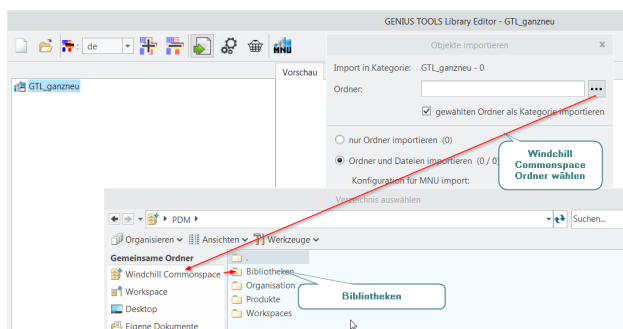 GENIUS TOOLS Library Editor - GTL_ganzneu
de
MNU
Objekte importieren
GTL_ganzneu
Vorschau
Import in Kategorie: GTL_ganzneu - 0
Ordner:
gewählten Ordner als Kategorie importieren
nur Ordner importieren (0)
Ordner und Dateien importieren (0 / 0)
Konfiguration für MNU import:
Windchill
Commonspace
Ordner wählen
Verzeichnis auswählen
PDM
Suchen...
Organisieren Ansichten Werkzeuge
Gemeinsame Ordner
Windchill Commonspace
Workspace
Desktop
Eigene Dokumente
.
Bibliotheken
Organisation
Produkte
Workspaces
Bibliotheken